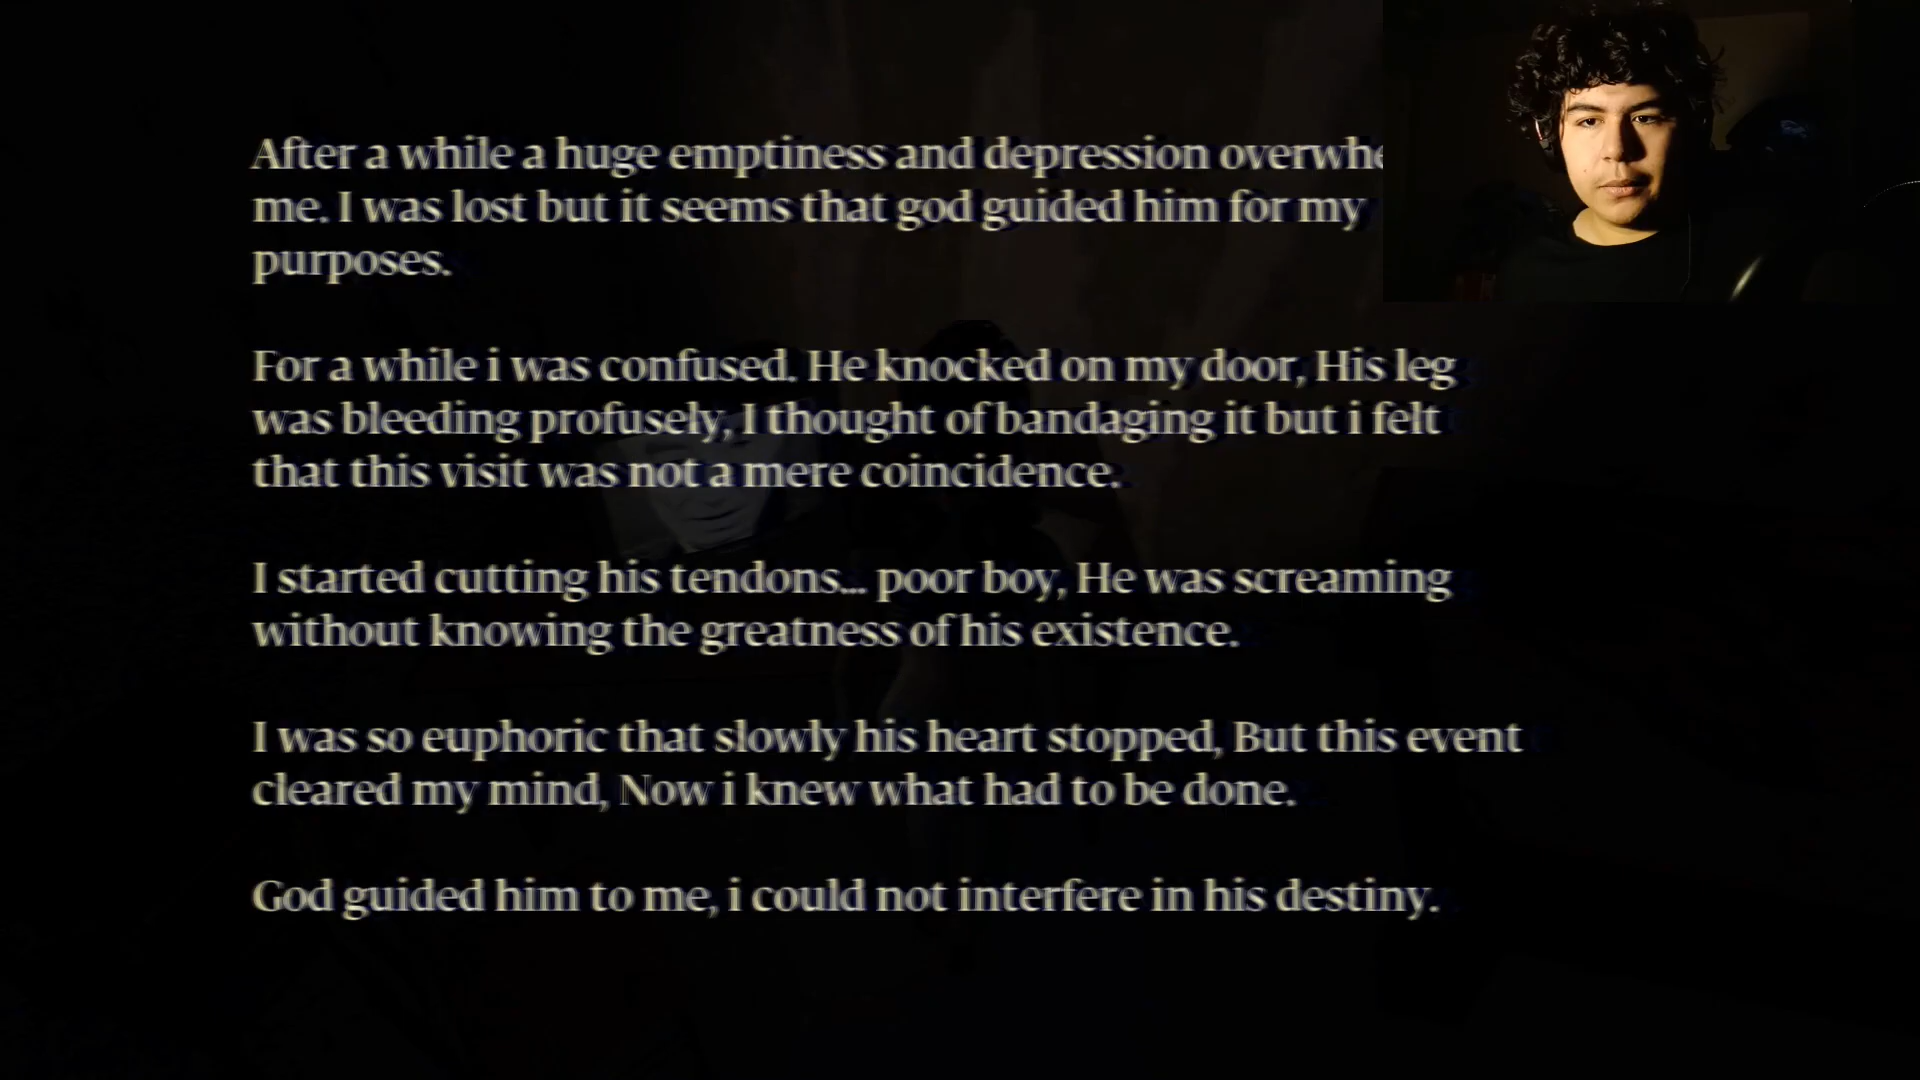 After a while a huge emptiness and depression
me. I was lost but it seems that god guided him for my
purposes.
For a while i was confused. He knocked on my door, His leg
was bleeding profusely, I thought of bandaging it but i felt
that this visit was not a mere coincidence.
I started cutting his tendons... poor boy, He was screaming
without knowing the greatness of his existence.
I was so euphoric that slowly his heart stopped, But this event
cleared my mind, Now i knew what had to be done.
God guided him to me, i could not interfere in his destiny.